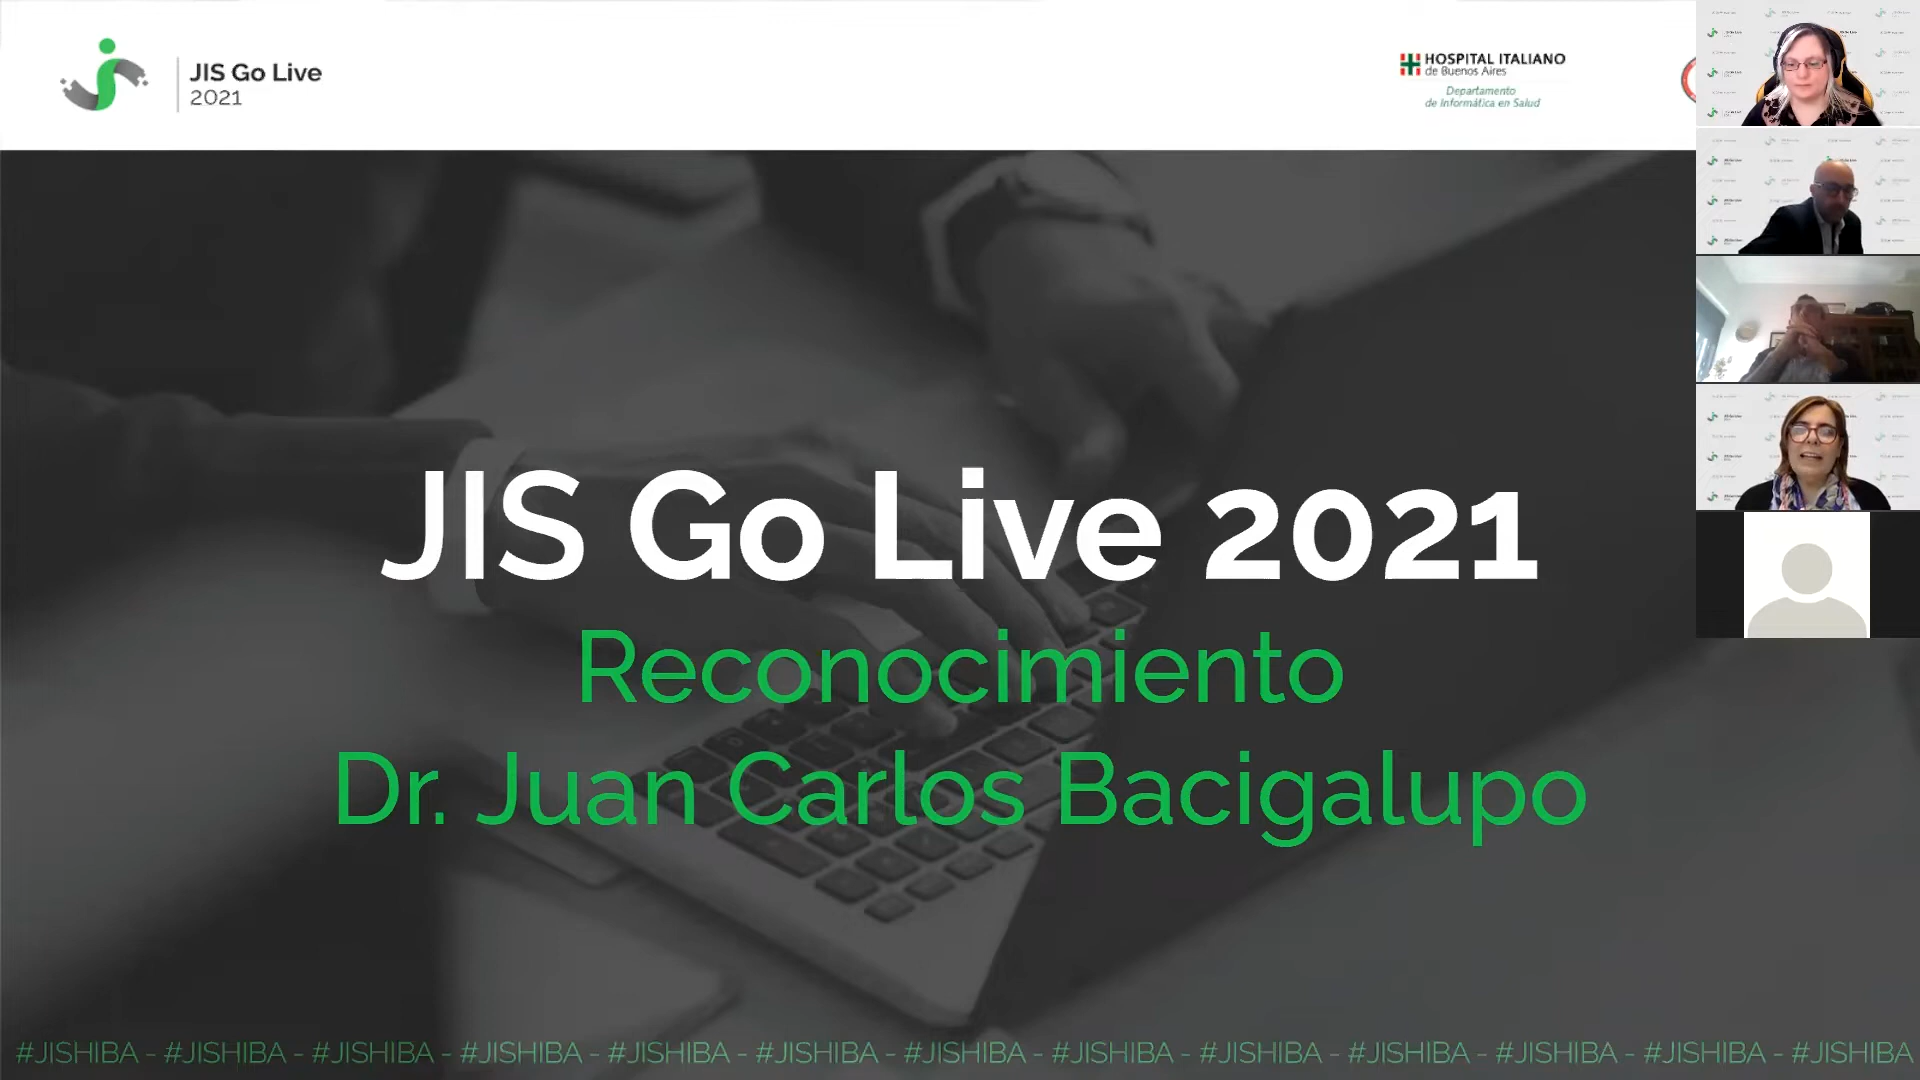 JIS Go Live
2021
HOSPITAL ITALIANO
de Buenos Aires
Departamento
de Informática en Salud
JIS Go Live 2021
Reconocimiento
Dr. Juan Carlos Bacigalupo
#JISHIBA - #JISHIBA - #JISHIBA - #JISHIBA - #JISHIBA - #JISHIBA - #JISHIBA - #JISHIBA - #JISHIBA - #JISHIBA - #JISHIBA - #JISHIBA - #JISHIBA